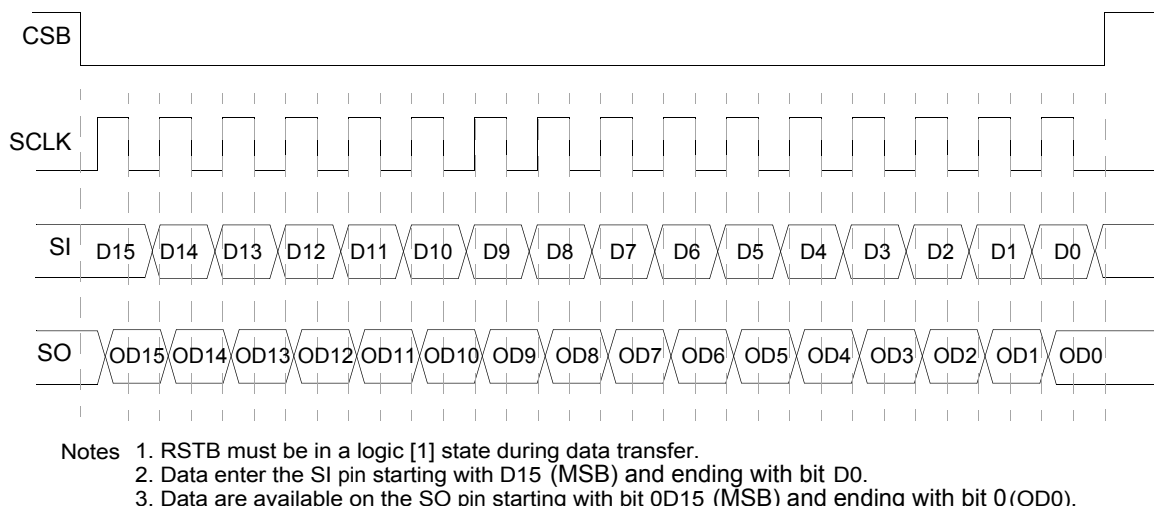 CSB
SCLK
SI D15 D14 D13 D12 D11 D10 D9 D8 D7 D6 D5 D4 D3 D2 D1 D0
SO OD15 OD14 OD13 OD12 OD11 OD10 OD9 OD8 OD7 OD6 OD5 OD4 OD3 OD2 OD1 OD0
Notes 1. RSTB must be in a logic [1] state during data transfer.
2. Data enter the SI pin starting with D15 (MSB) and ending with bit D0.
3. Data are available on the SO pin starting with bit 0D15 (MSB) and ending with bit 0(OD0).